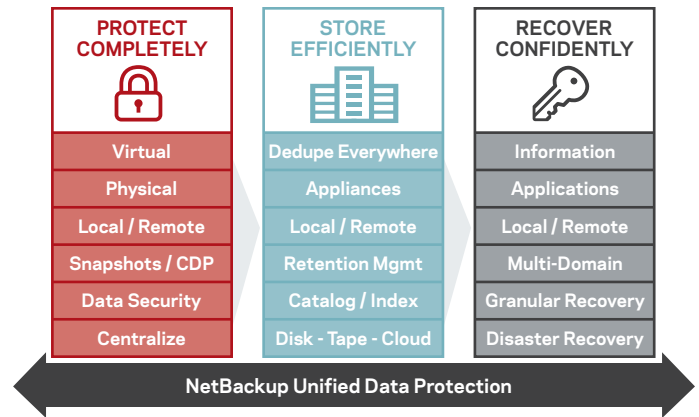 PROTECT
COMPLETELY
Virtual
Physical
Local / Remote
Snapshots / CDP
Data Security
Centralize
STORE
EFFICIENTLY
Dedupe Everywhere
Appliances
Local / Remote
Retention Mgmt
Catalog / Index
Disk - Tape - Cloud
RECOVER
CONFIDENTLY
Information
Applications
Local / Remote
Multi-Domain
Granular Recovery
Disaster Recovery
NetBackup Unified Data Protection